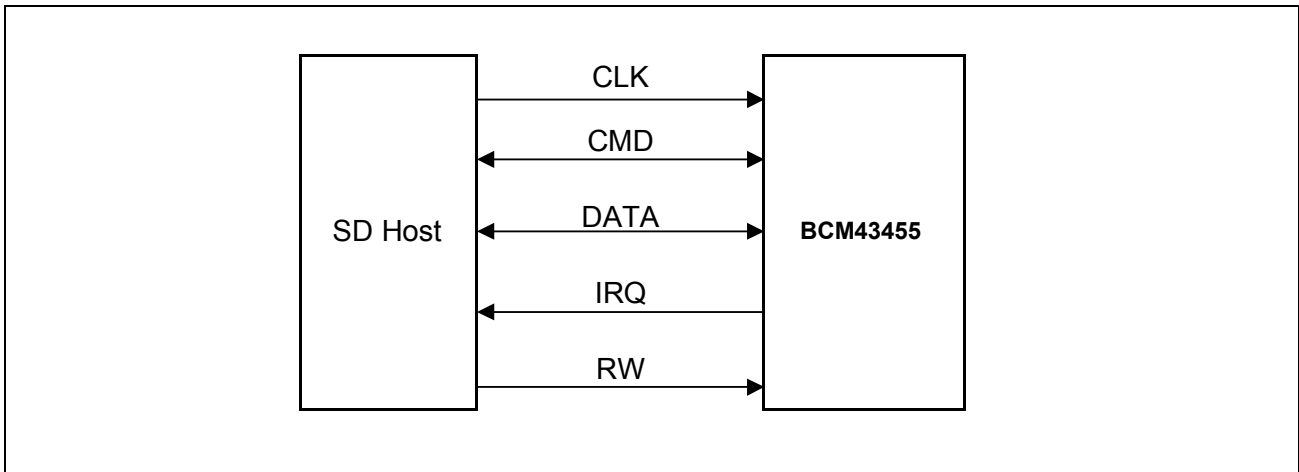 CLK
CMD
SD Host
DATA
BCM43455
IRQ
RW